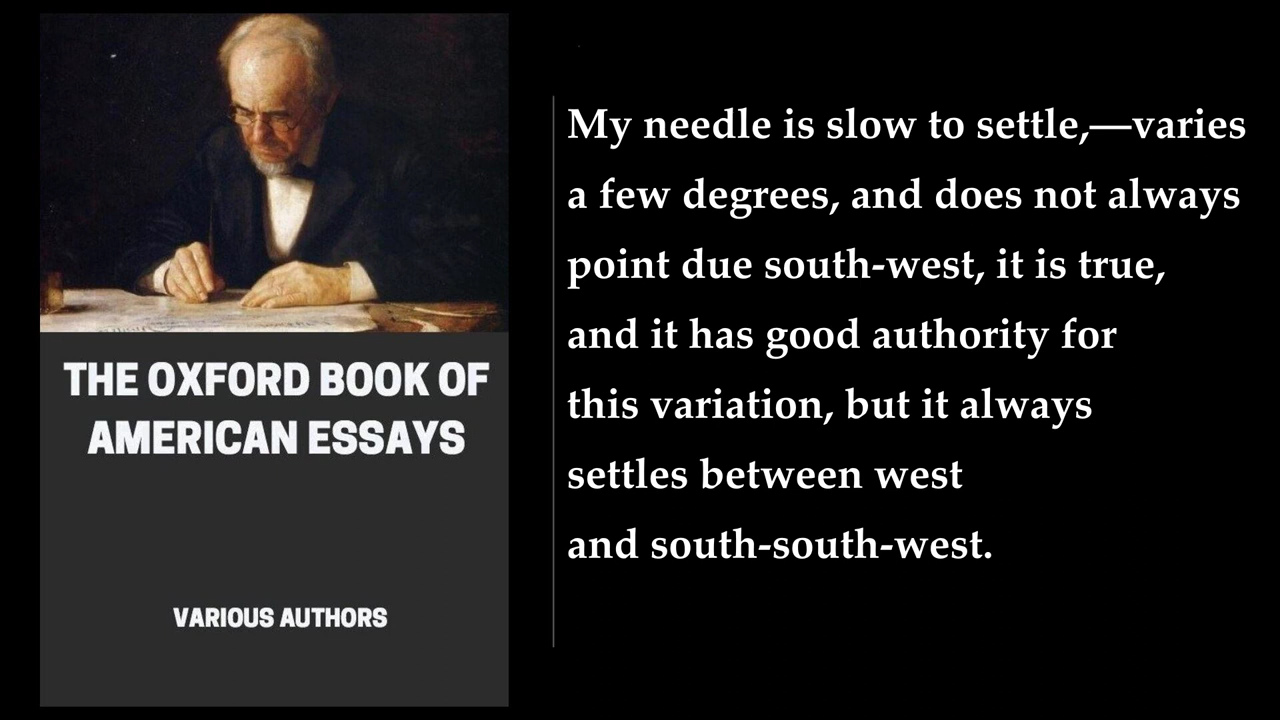 THE OXFORD BOOK OF
AMERICAN ESSAYS
VARIOUS AUTHORS
My needle is slow to settle,—varies
a few degrees, and does not always
point due south-west, it is true,
and it has good authority for
this variation, but it always
settles between west
and south-south-west.